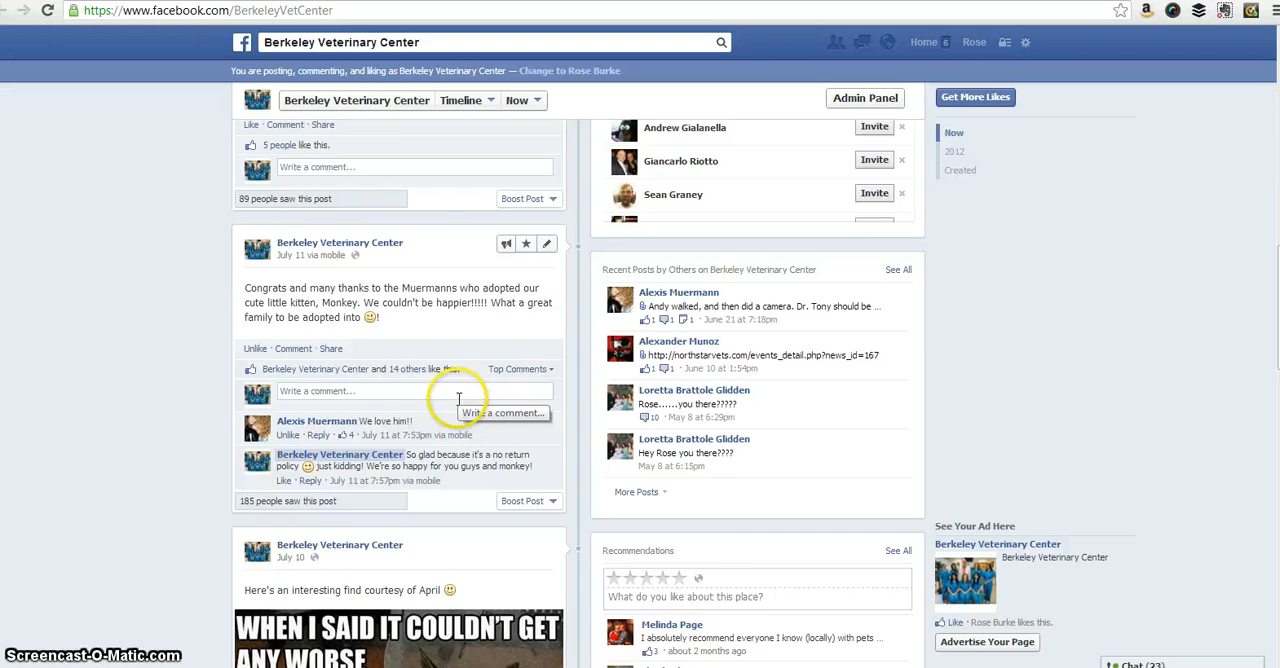 https://www.facebook.com/BerkeleyVetCenter
Berkeley Veterinary Center
Home 6 Rose
You are posting, commenting, and liking as Berkeley Veterinary Center — Change to Rose Burke
Berkeley Veterinary Center Timeline Now
Admin Panel
Get More Likes
Now
2012
Created
Like · Comment · Share
5 people like this.
Write a comment...
89 people saw this post
Boost Post
Berkeley Veterinary Center
July 11 via mobile
Congrats and many thanks to the Muermanns who adopted our
cute little kitten, Monkey. We couldn't be happier!!!!! What a great
family to be adopted into !
Unlike · Comment · Share
Berkeley Veterinary Center and 14 others like this.
Top Comments
Write a comment...
Write a comment...
Alexis Muermann We love him!!
Unlike · Reply · 4 · July 11 at 7:53pm via mobile
Berkeley Veterinary Center So glad because it's a no return
policy just kidding! We're so happy for you guys and monkey!
Like · Reply · July 11 at 7:57pm via mobile
185 people saw this post
Boost Post
Berkeley Veterinary Center
July 10
Here's an interesting find courtesy of April
WHEN I SAID IT COULDN'T GET
ANY WORSE
Andrew Gialanella Invite
Giancarlo Riotto Invite
Sean Graney Invite
Recent Posts by Others on Berkeley Veterinary Center See All
Alexis Muermann
Andy walked, and then did a camera. Dr. Tony should be ...
1 1 1 · June 21 at 7:18pm
Alexander Munoz
http://northstarvets.com/events_detail.php?news_id=167
1 1 · June 10 at 1:54pm
Loretta Brattole Glidden
Rose......you there?????
10 · May 8 at 6:29pm
Loretta Brattole Glidden
Hey Rose you there????
May 8 at 6:15pm
More Posts
Recommendations See All
What do you like about this place?
Melinda Page
I absolutely recommend everyone I know (locally) with pets ...
3 · about 2 months ago
See Your Ad Here
Berkeley Veterinary Center
Berkeley Veterinary Center
Like · Rose Burke likes this.
Advertise Your Page
Chat (23)
Screencast-O-Matic.com